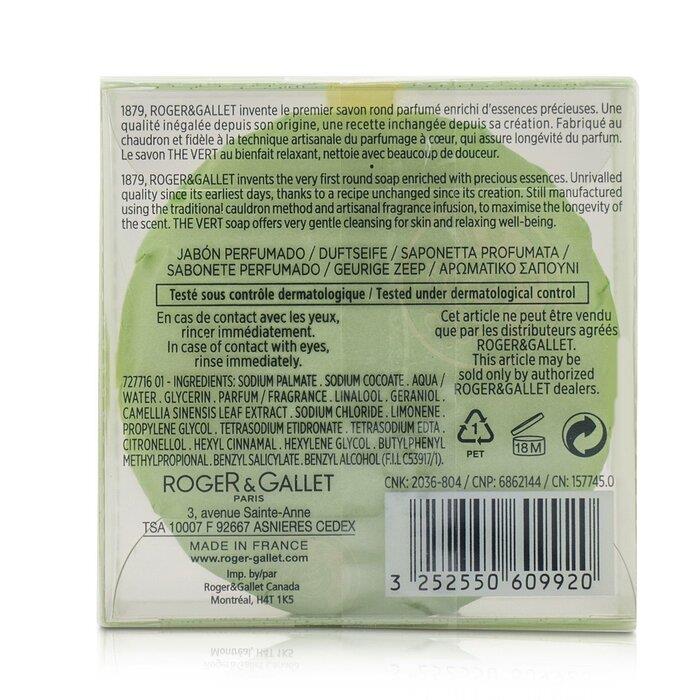 1879, ROGER&GALLET invente le premier savon rond parfumé enrichi d'essences précieuses. Une
qualité inégalée depuis son origine, une recette inchangée depuis sa création. Fabriqué au
chaudron et fidèle à la technique artisanale du parfumage à cœur, qui assure longévité du parfum.
Le savon THE VERT au bienfait relaxant, nettoie avec beaucoup de douceur.
1879, ROGER&GALLET invents the very first round soap enriched with precious essences. Unrivalled
quality since its earliest days, thanks to a recipe unchanged since its creation. Still manufactured
using the traditional cauldron method and artisanal fragrance infusion, to maximise the longevity of
the scent. THE VERT soap offers very gentle cleansing for skin and relaxing well-being.
JABÓN PERFUMADO / DUFTSEIFE / SAPONETTA PROFUMATA /
SABONETE PERFUMADO / GEURIGE ZEEP / ΑΡΩΜΑΤΙΚΟ ΣΑΠΟΥΝΙ
Testé sous contrôle dermatologique / Tested under dermatological control
En cas de contact avec les yeux,
rincer immédiatement.
In case of contact with eyes,
rinse immediately.
Cet article ne peut être vendu
que par les distributeurs agréés
ROGER&GALLET.
This article may be
sold only by authorized
ROGER&GALLET dealers.
727716 01 - INGREDIENTS: SODIUM PALMATE . SODIUM COCOATE . AQUA /
WATER . GLYCERIN . PARFUM / FRAGRANCE . LINALOOL . GERANIOL .
CAMELLIA SINENSIS LEAF EXTRACT . SODIUM CHLORIDE . LIMONENE .
PROPYLENE GLYCOL . TETRASODIUM ETIDRONATE . TETRASODIUM EDTA .
CITRONELLOL . HEXYL CINNAMAL . HEXYLENE GLYCOL . BUTYLPHENYL
METHYLPROPIONAL . BENZYL SALICYLATE . BENZYL ALCOHOL (F.I.L C53917/1).
1
PET
18 M
CNK: 2036-804 / CNP: 6862144 / CN: 157745.0
ROGER & GALLET
PARIS
3, avenue Sainte-Anne
TSA 10007 F 92667 ASNIERES CEDEX
MADE IN FRANCE
www.roger-gallet.com
Imp. by/par
Roger&Gallet Canada
Montréal, H4T 1K5
3 252550 609920